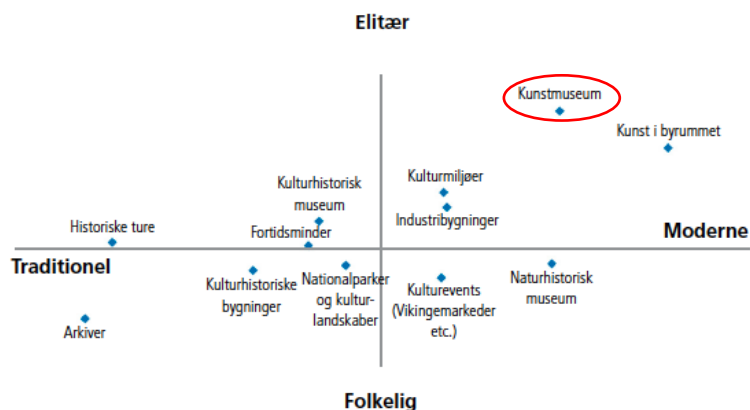 Elitær
Kunstmuseum
Kunst i byrummet
Kulturhistorisk
museum
Kulturmiljøer
Industribygninger
Historiske ture
Fortidsminder
Moderne
Traditionel
Kulturhistoriske
bygninger
Nationalparker
og kultur-
landskaber
Kulturevents
(Vikingemarkeder
etc.)
Naturhistorisk
museum
Arkiver
Folkelig